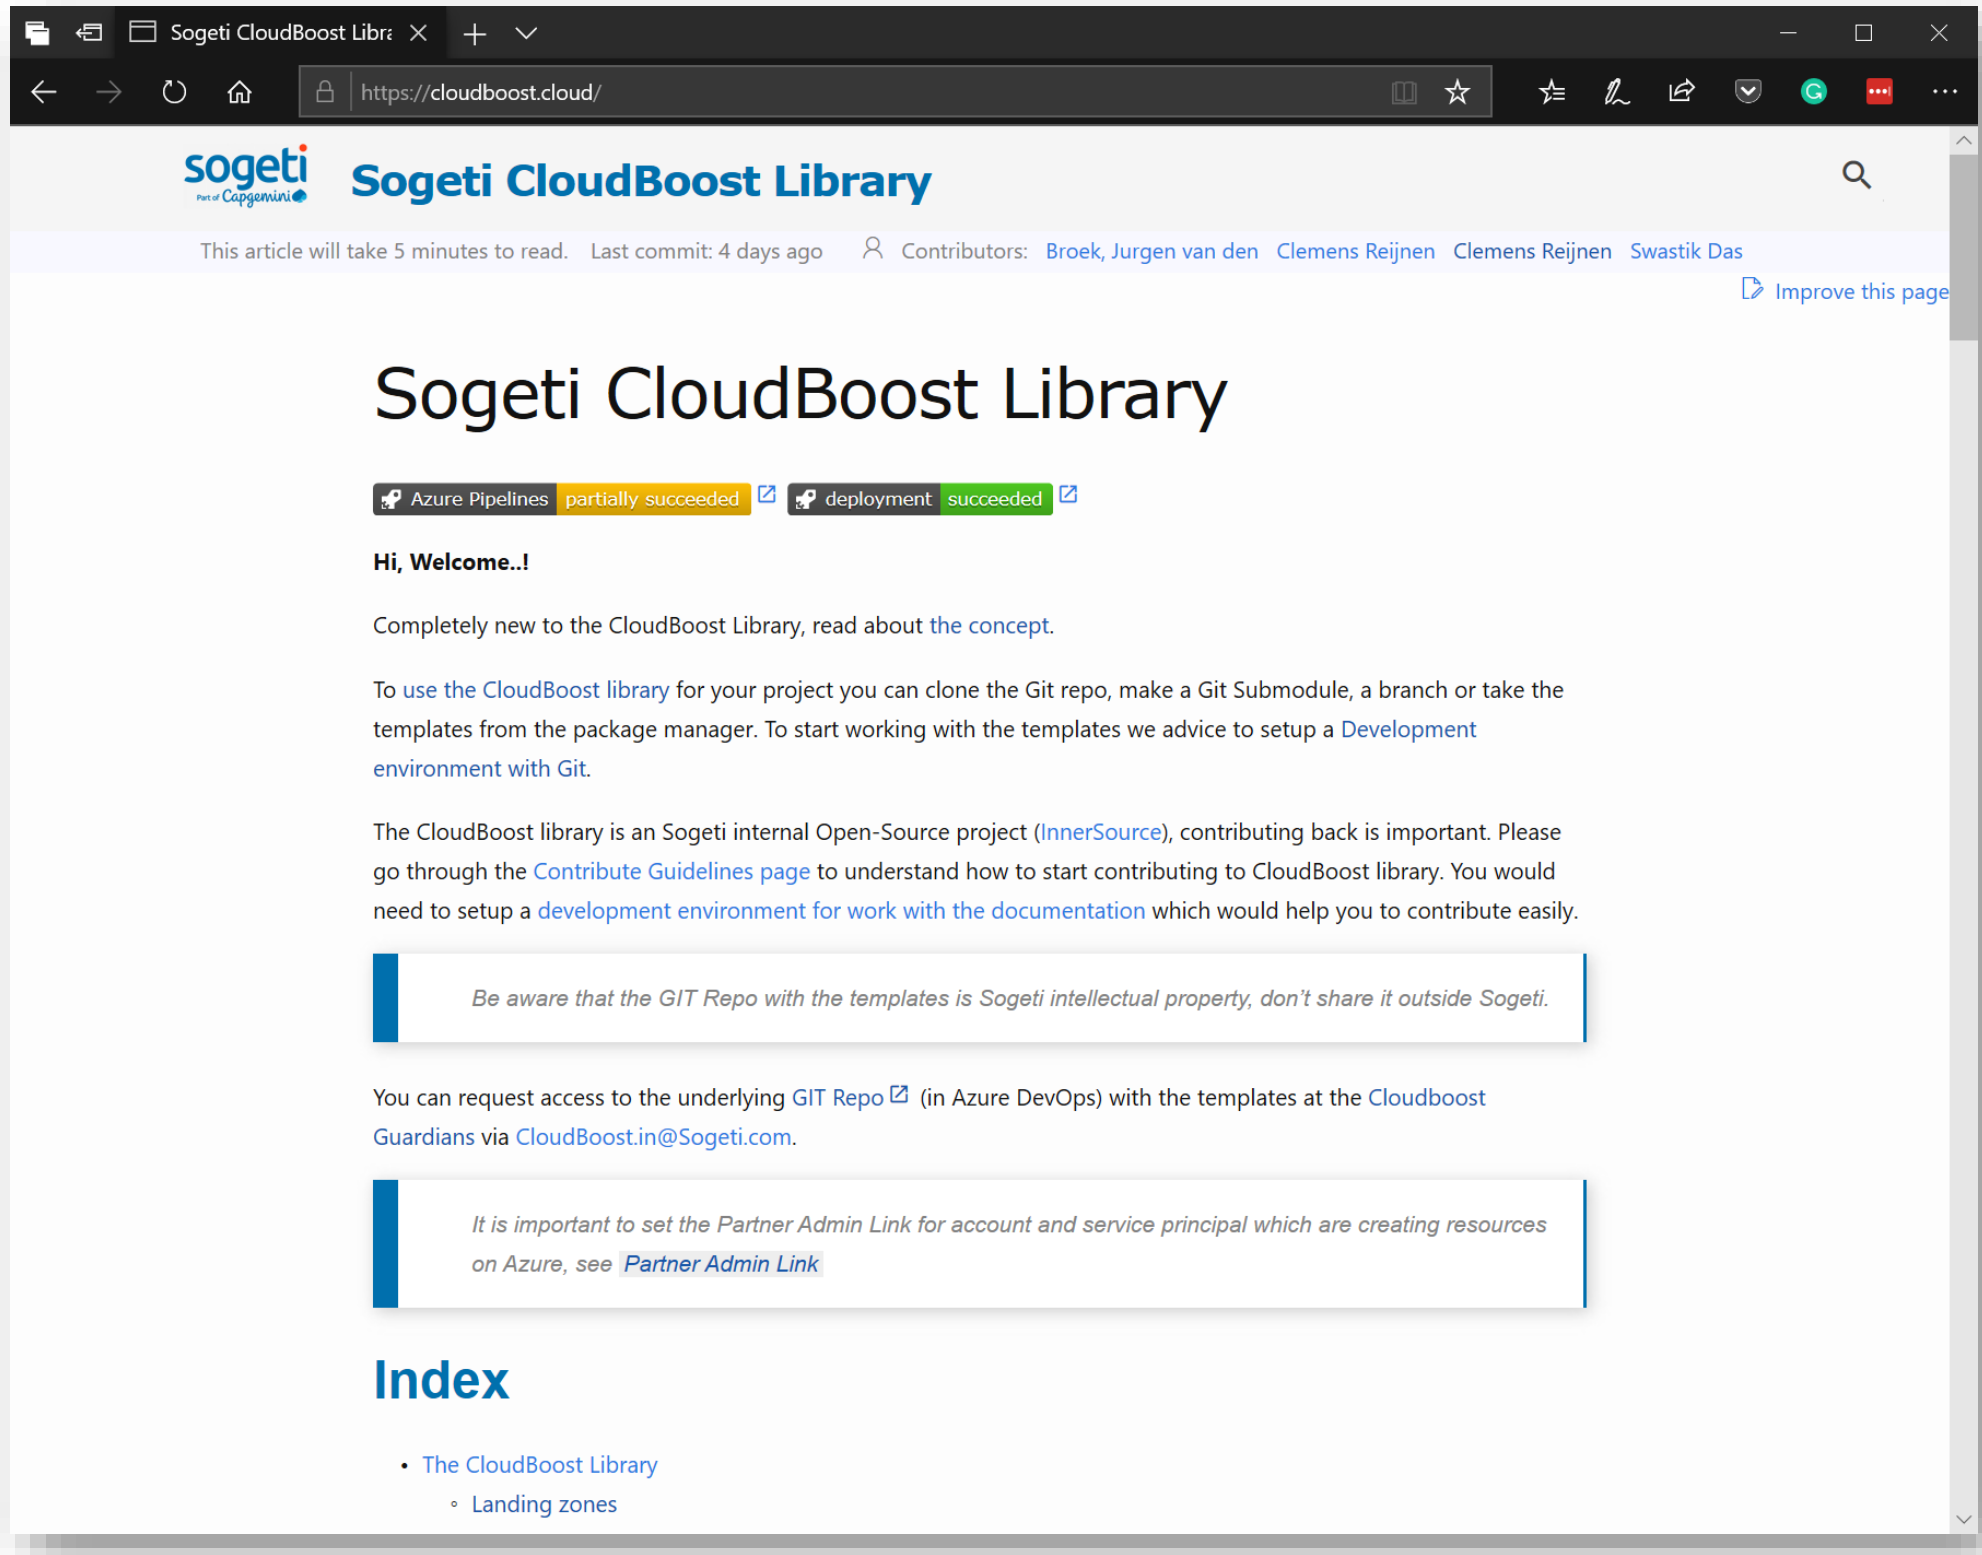 Sogeti CloudBoost Libra
https://cloudboost.cloud/
sogeti
Part of Capgemini
Sogeti CloudBoost Library
This article will take 5 minutes to read. Last commit: 4 days ago Contributors: Broek, Jurgen van den Clemens Reijnen Clemens Reijnen Swastik Das
Improve this page
Sogeti CloudBoost Library
Azure Pipelines partially succeeded deployment succeeded
Hi, Welcome..!
Completely new to the CloudBoost Library, read about the concept.
To use the CloudBoost library for your project you can clone the Git repo, make a Git Submodule, a branch or take the
templates from the package manager. To start working with the templates we advice to setup a Development
environment with Git.
The CloudBoost library is an Sogeti internal Open-Source project (InnerSource), contributing back is important. Please
go through the Contribute Guidelines page to understand how to start contributing to CloudBoost library. You would
need to setup a development environment for work with the documentation which would help you to contribute easily.
Be aware that the GIT Repo with the templates is Sogeti intellectual property, don't share it outside Sogeti.
You can request access to the underlying GIT Repo (in Azure DevOps) with the templates at the Cloudboost
Guardians via CloudBoost.in@Sogeti.com.
It is important to set the Partner Admin Link for account and service principal which are creating resources
on Azure, see Partner Admin Link
Index
• The CloudBoost Library
◦ Landing zones